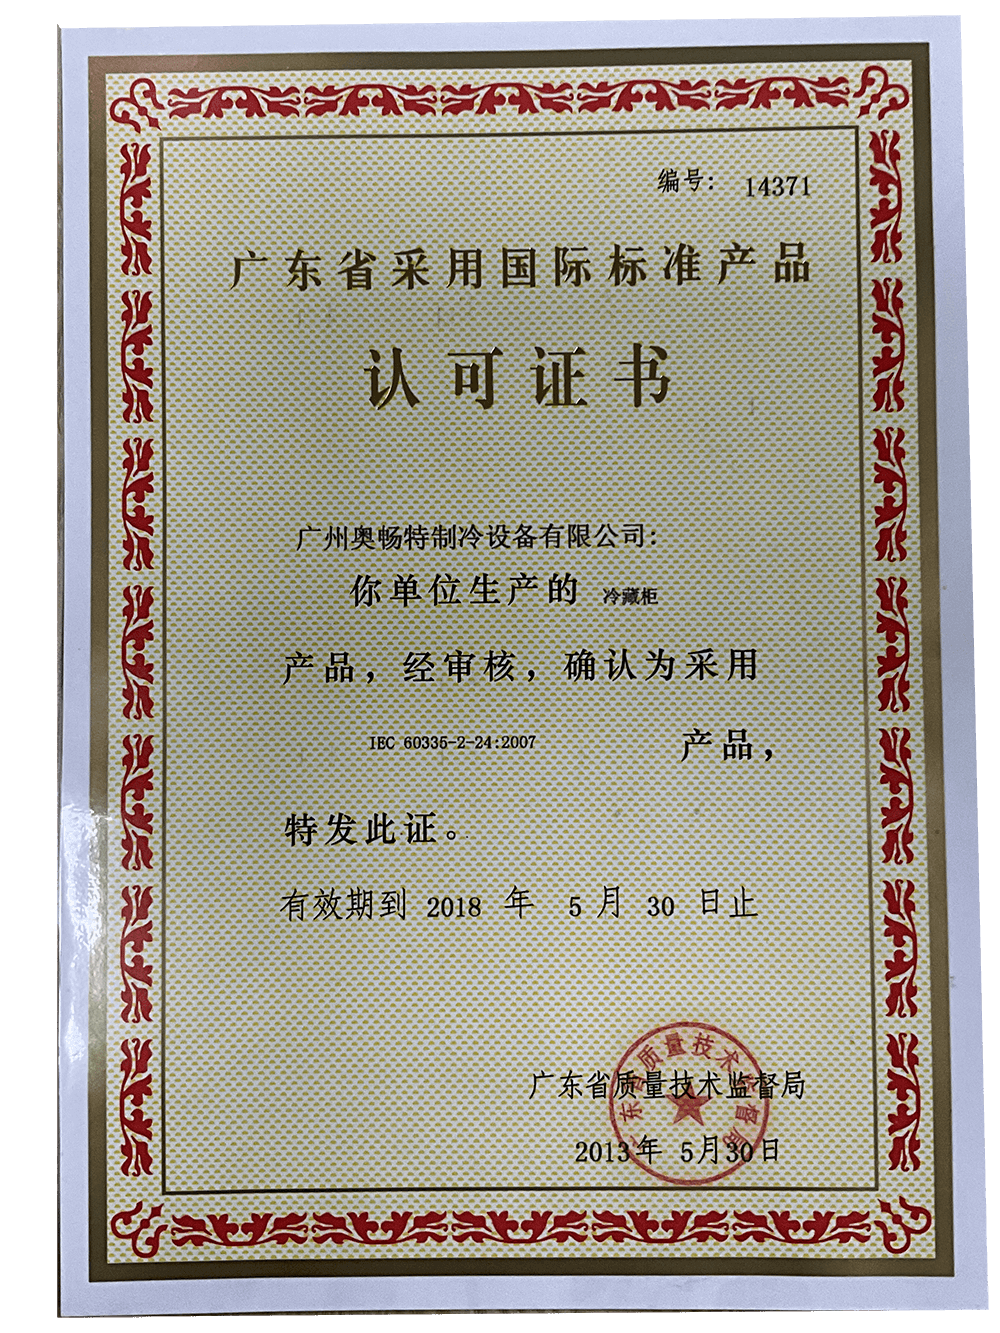 编号: 14371
广东省采用国际标准产品
认可证书
广州奥畅特制冷设备有限公司:
你单位生产的 冷藏柜
产品，经审核，确认为采用
IEC 60335-2-24:2007 产品，
特发此证。
有效期到 2018 年 5 月 30 日止
广东省质量技术监督局
2013年 5月30日